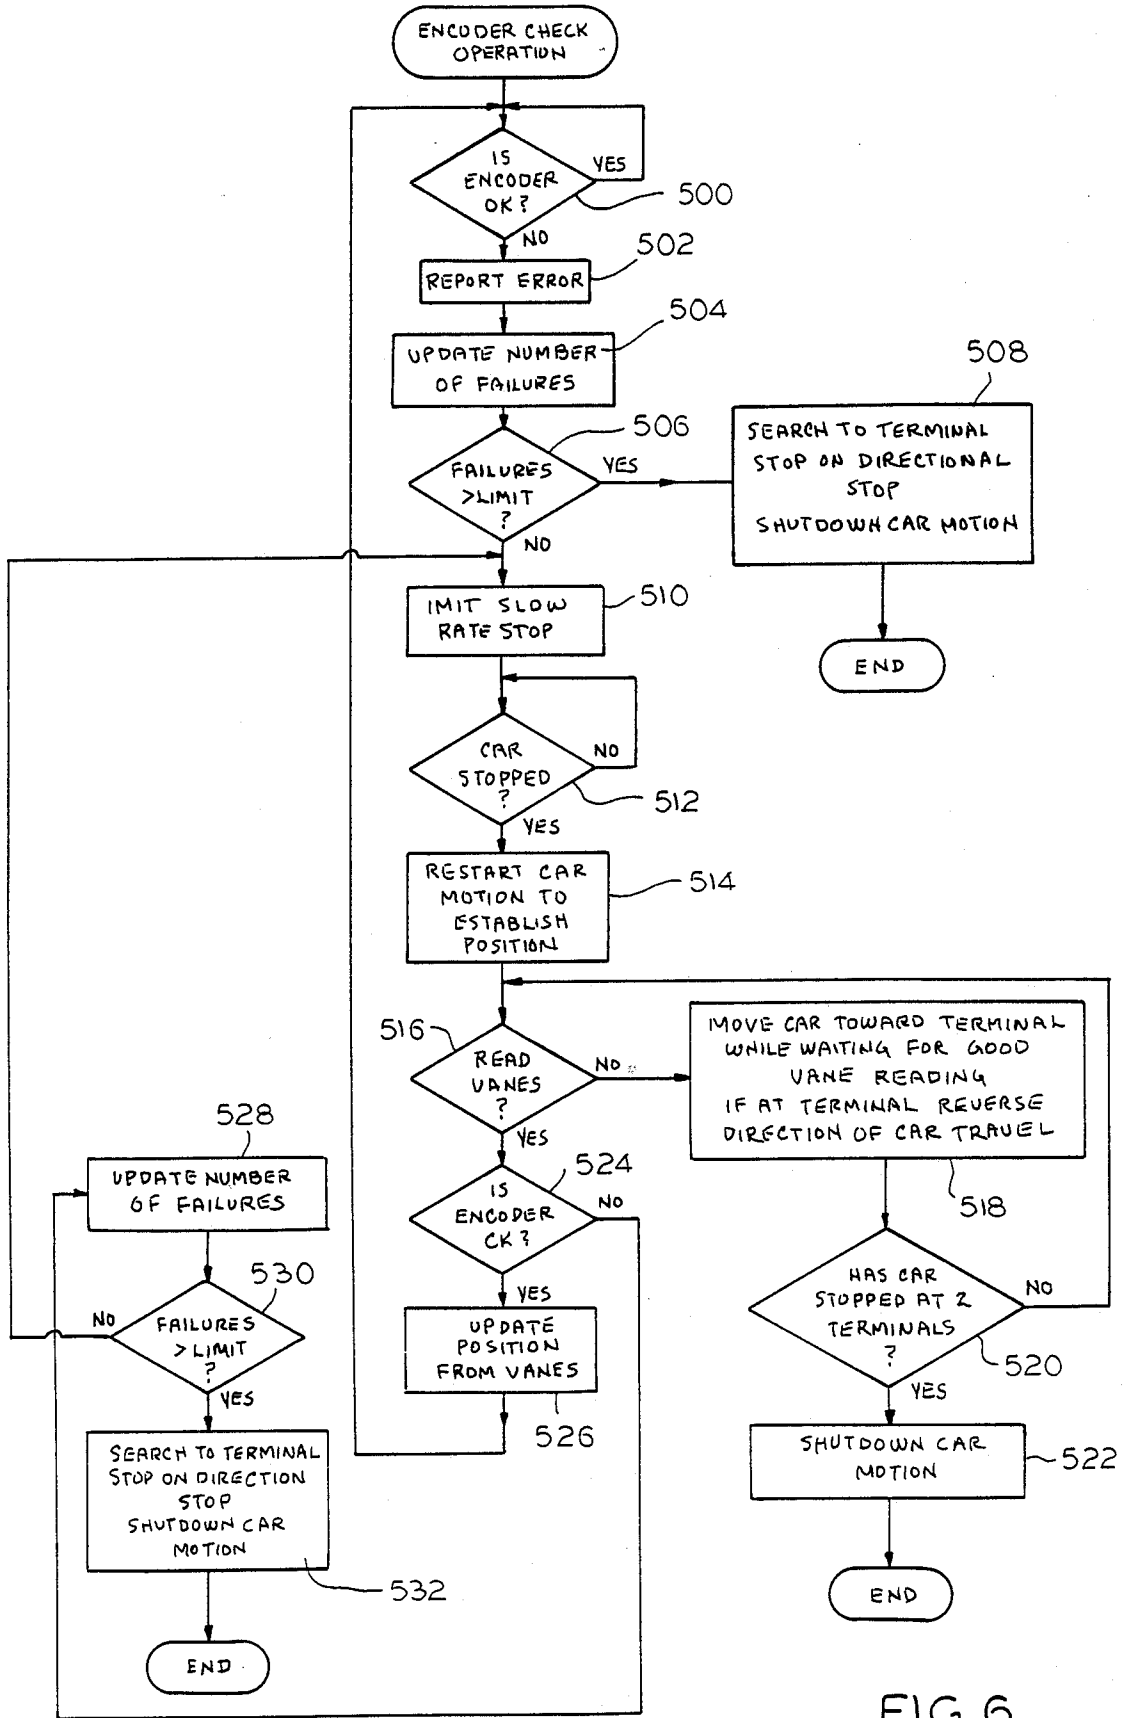 ENCODER CHECK
OPERATION
IS
ENCODER
OK?
YES
500
NO
502
REPORT ERROR
504
UPDATE NUMBER
OF FAILURES
506
FAILURES
>LIMIT
?
YES
NO
508
SEARCH TO TERMINAL
STOP ON DIRECTIONAL
STOP
SHUTDOWN CAR MOTION
END
IMIT SLOW
RATE STOP
510
CAR
STOPPED
?
NO
512
YES
RESTART CAR
MOTION TO
ESTABLISH
POSITION
514
516
READ
VANES
?
NO
YES
MOVE CAR TOWARD TERMINAL
WHILE WAITING FOR GOOD
VANE READING
IF AT TERMINAL REVERSE
DIRECTION OF CAR TRAVEL
518
HAS CAR
STOPPED AT 2
TERMINALS
?
NO
520
YES
SHUTDOWN CAR
MOTION
522
END
524
IS
ENCODER
CK?
NO
YES
UPDATE
POSITION
FROM VANES
526
528
UPDATE NUMBER
OF FAILURES
530
FAILURES
>LIMIT
?
NO
YES
SEARCH TO TERMINAL
STOP ON DIRECTION
STOP
SHUTDOWN CAR
MOTION
532
END
FIG. 6